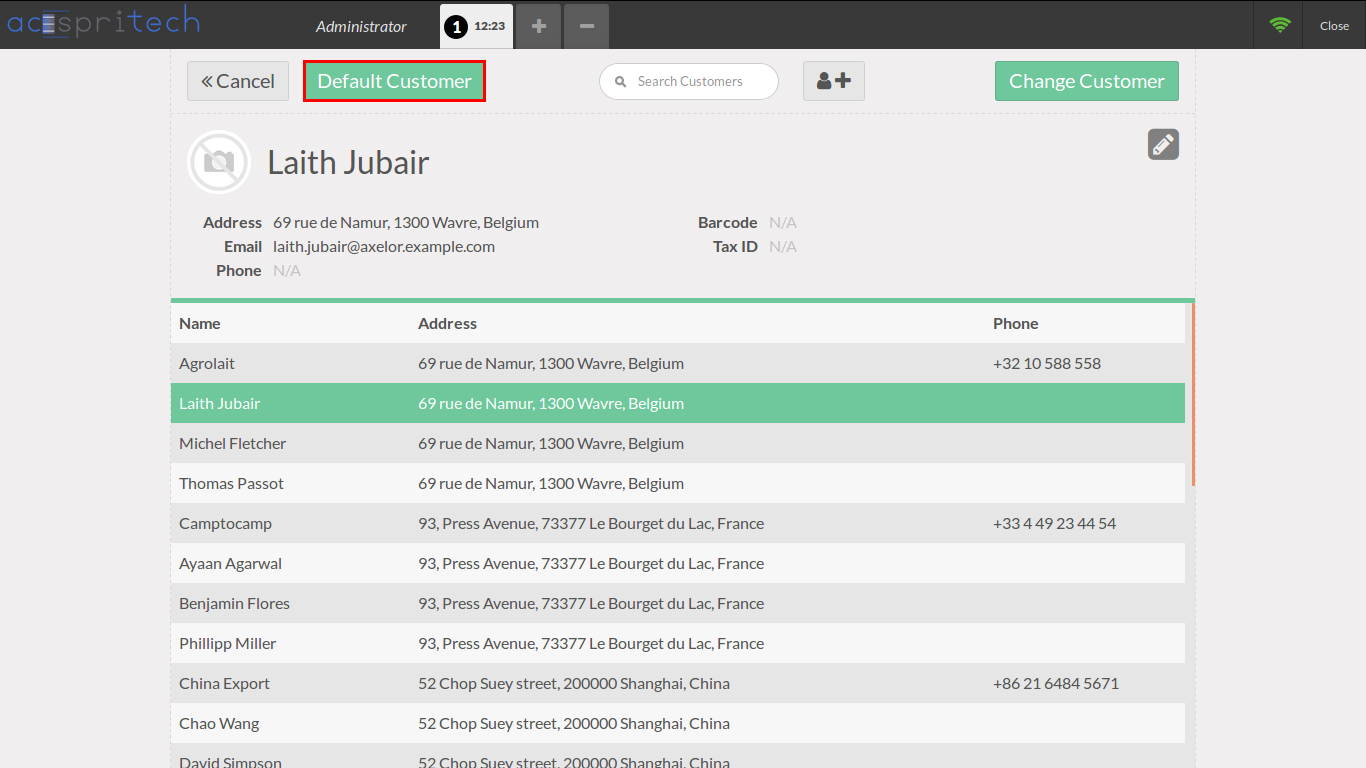 acespritech Administrator 1 12:23 Close
Cancel Default Customer Search Customers Change Customer
Laith Jubair
Address 69 rue de Namur, 1300 Wavre, Belgium Barcode N/A
Email laith.jubair@axelor.example.com Tax ID N/A
Phone N/A
Name Address Phone
Agrolait 69 rue de Namur, 1300 Wavre, Belgium +32 10 588 558
Laith Jubair 69 rue de Namur, 1300 Wavre, Belgium
Michel Fletcher 69 rue de Namur, 1300 Wavre, Belgium
Thomas Passot 69 rue de Namur, 1300 Wavre, Belgium
Camptocamp 93, Press Avenue, 73377 Le Bourget du Lac, France +33 4 49 23 44 54
Ayaan Agarwal 93, Press Avenue, 73377 Le Bourget du Lac, France
Benjamin Flores 93, Press Avenue, 73377 Le Bourget du Lac, France
Phillipp Miller 93, Press Avenue, 73377 Le Bourget du Lac, France
China Export 52 Chop Suey street, 200000 Shanghai, China +86 21 6484 5671
Chao Wang 52 Chop Suey street, 200000 Shanghai, China
David Simpson 52 Chop Suey street, 200000 Shanghai, China